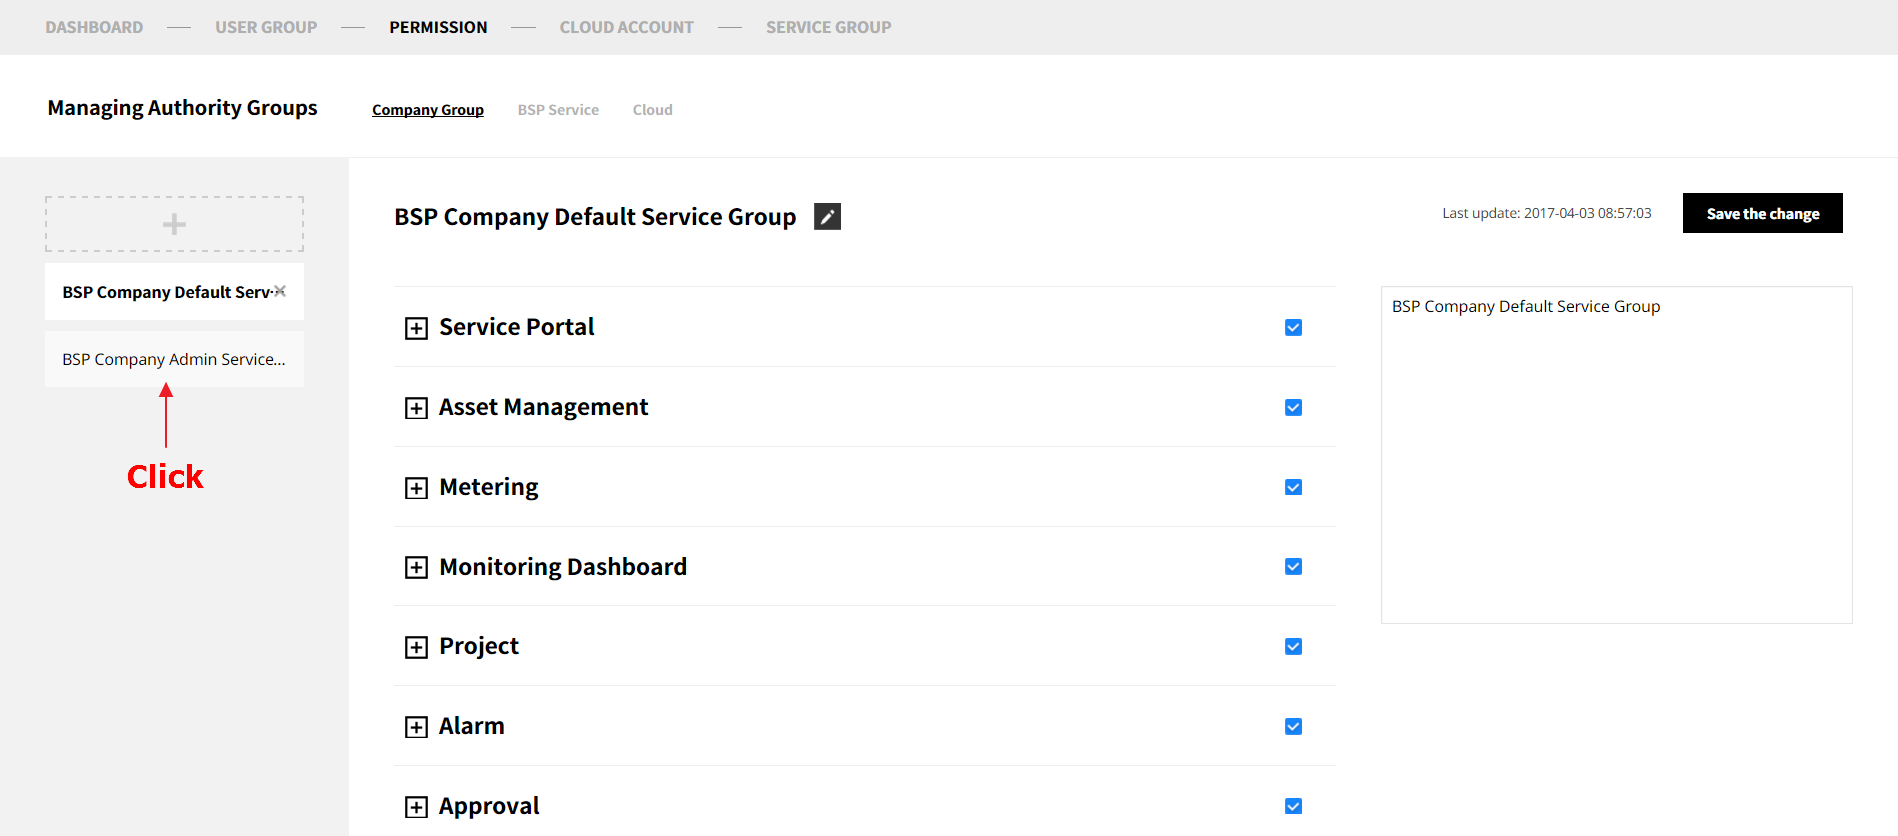 DASHBOARD USER GROUP PERMISSION CLOUD ACCOUNT SERVICE GROUP
Managing Authority Groups Company Group BSP Service Cloud
BSP Company Default Serv...
BSP Company Admin Service...
Click
BSP Company Default Service Group
Last update: 2017-04-03 08:57:03
Save the change
Service Portal
Asset Management
Metering
Monitoring Dashboard
Project
Alarm
Approval
BSP Company Default Service Group